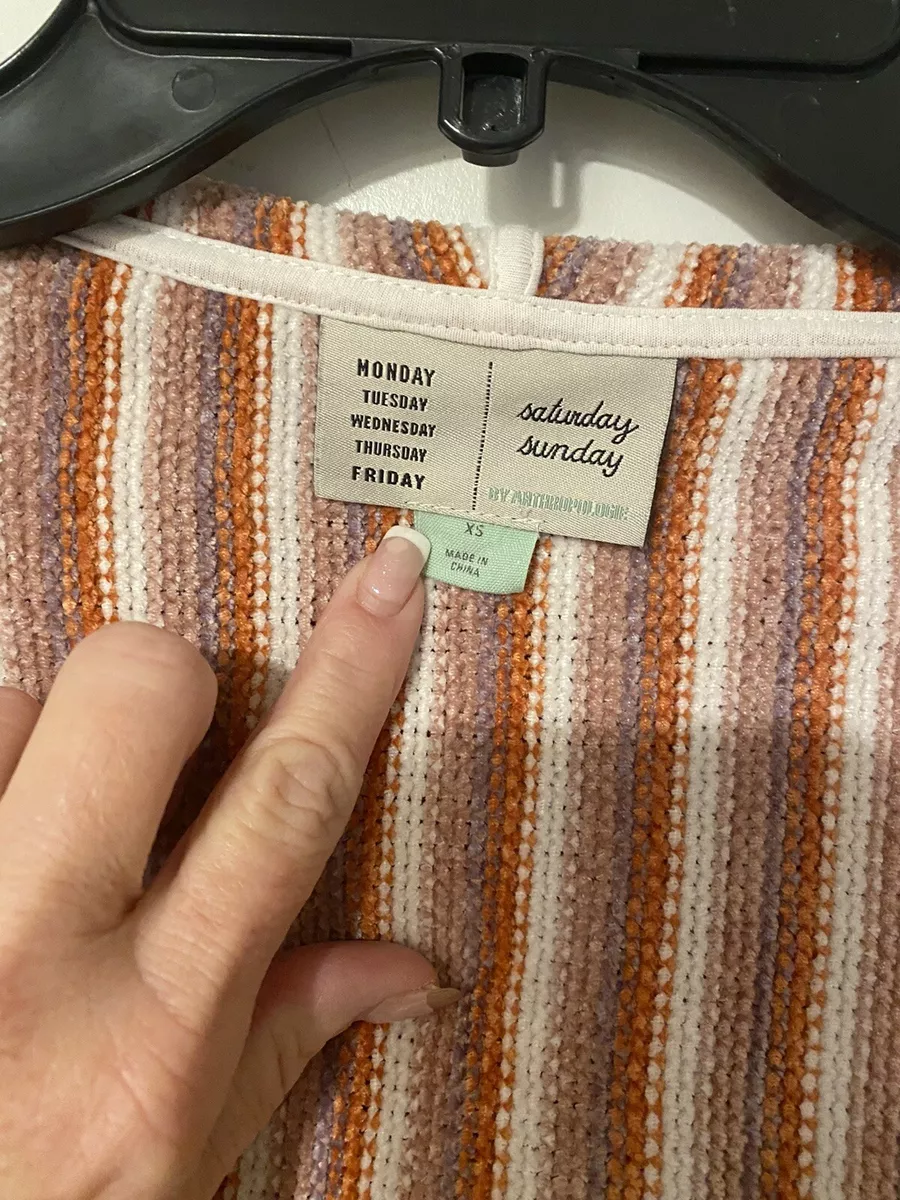 MONDAY
TUESDAY
WEDNESDAY
THURSDAY
FRIDAY
saturday
sunday
BY ANTHROPOLOGIE
XS
MADE IN
CHINA